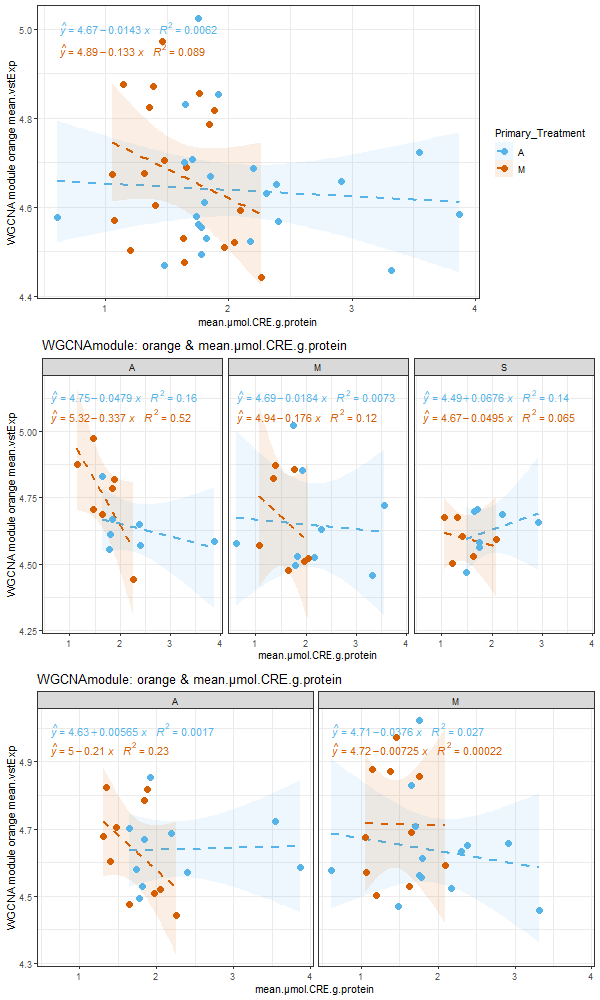 ŷ = 4.67 − 0.0143 x R² = 0.0062
ŷ = 4.89 − 0.133 x R² = 0.089
5.0
4.8
4.6
4.4
WGCNA module orange mean.vstExp
1 2 3 4
mean.µmol.CRE.g.protein
Primary_Treatment
A
M
WGCNAmodule: orange & mean.µmol.CRE.g.protein
A M S
ŷ = 4.75 − 0.0479 x R² = 0.16
ŷ = 5.32 − 0.337 x R² = 0.52
ŷ = 4.69 − 0.0184 x R² = 0.0073
ŷ = 4.94 − 0.176 x R² = 0.12
ŷ = 4.49 + 0.0676 x R² = 0.14
ŷ = 4.67 − 0.0495 x R² = 0.065
5.00
4.75
4.50
4.25
WGCNA module orange mean.vstExp
1 2 3 4 1 2 3 4 1 2 3 4
mean.µmol.CRE.g.protein
WGCNAmodule: orange & mean.µmol.CRE.g.protein
A M
ŷ = 4.63 + 0.00565 x R² = 0.0017
ŷ = 5 − 0.21 x R² = 0.23
ŷ = 4.71 − 0.0376 x R² = 0.027
ŷ = 4.72 − 0.00725 x R² = 0.00022
4.9
4.7
4.5
4.3
WGCNA module orange mean.vstExp
1 2 3 4 1 2 3 4
mean.µmol.CRE.g.protein